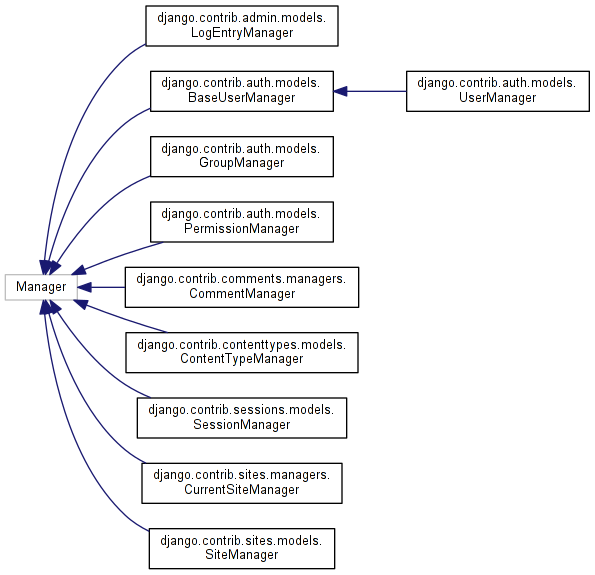 django.contrib.admin.models.
LogEntryManager
django.contrib.auth.models.
BaseUserManager
django.contrib.auth.models.
UserManager
django.contrib.auth.models.
GroupManager
django.contrib.auth.models.
PermissionManager
Manager
django.contrib.comments.managers.
CommentManager
django.contrib.contenttypes.models.
ContentTypeManager
django.contrib.sessions.models.
SessionManager
django.contrib.sites.managers.
CurrentSiteManager
django.contrib.sites.models.
SiteManager